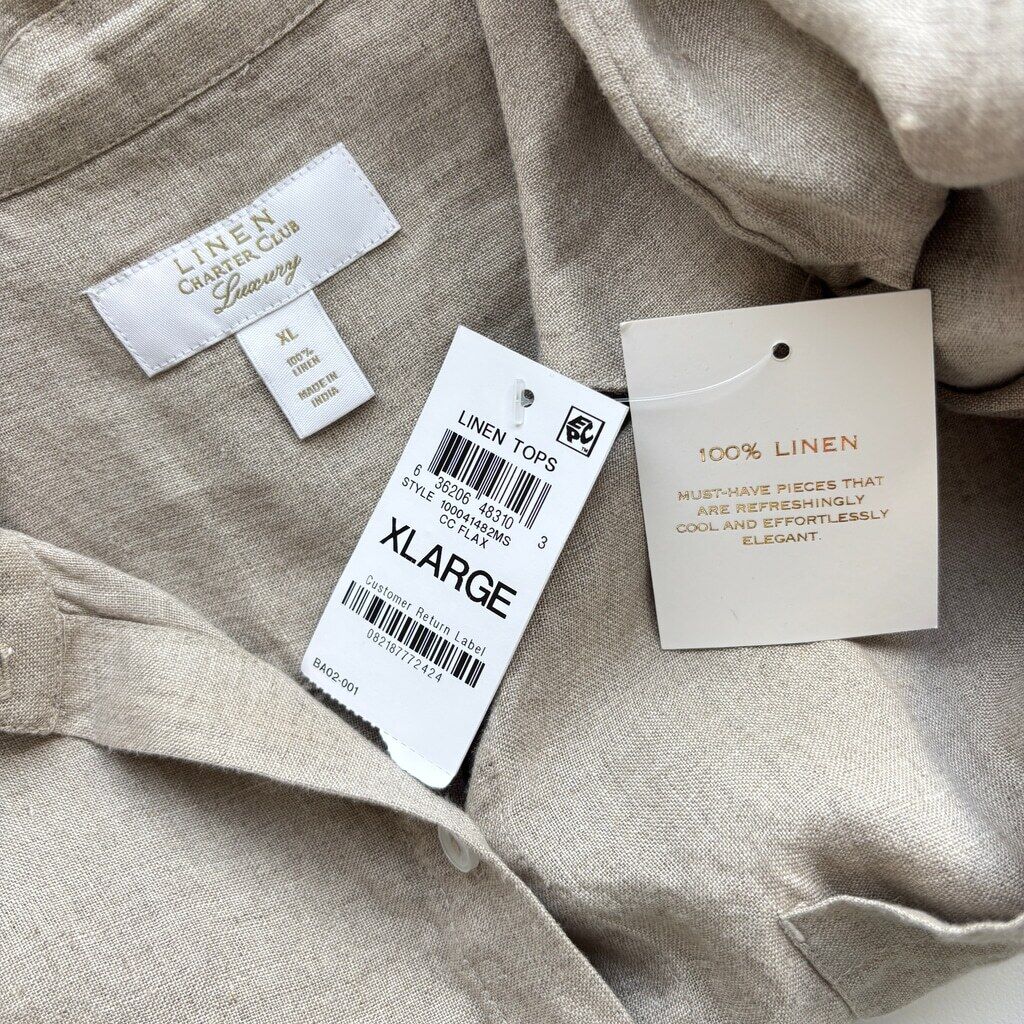 LINEN
CHARTER CLUB
Luxury
XL
100%
LINEN
MADE IN
INDIA
LINEN TOPS
6 36206 48310 3
STYLE 100041482MS
CC FLAX
XLARGE
Customer Return Label
082187772424
BA02-001
100% LINEN
MUST-HAVE PIECES THAT
ARE REFRESHINGLY
COOL AND EFFORTLESSLY
ELEGANT.